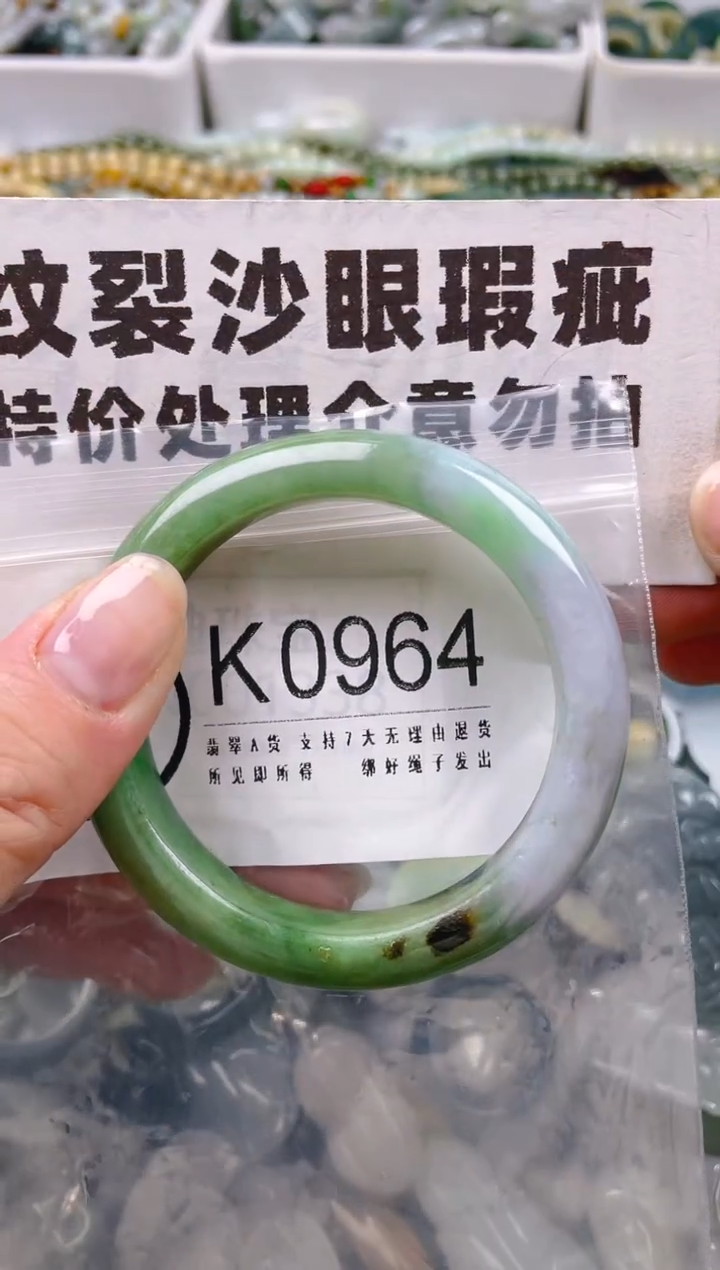 纹裂沙眼瑕疵
特价处理介意勿拍
K0964
翡翠A货 支持7天无理由退货
所见即所得 绑好绳子发出